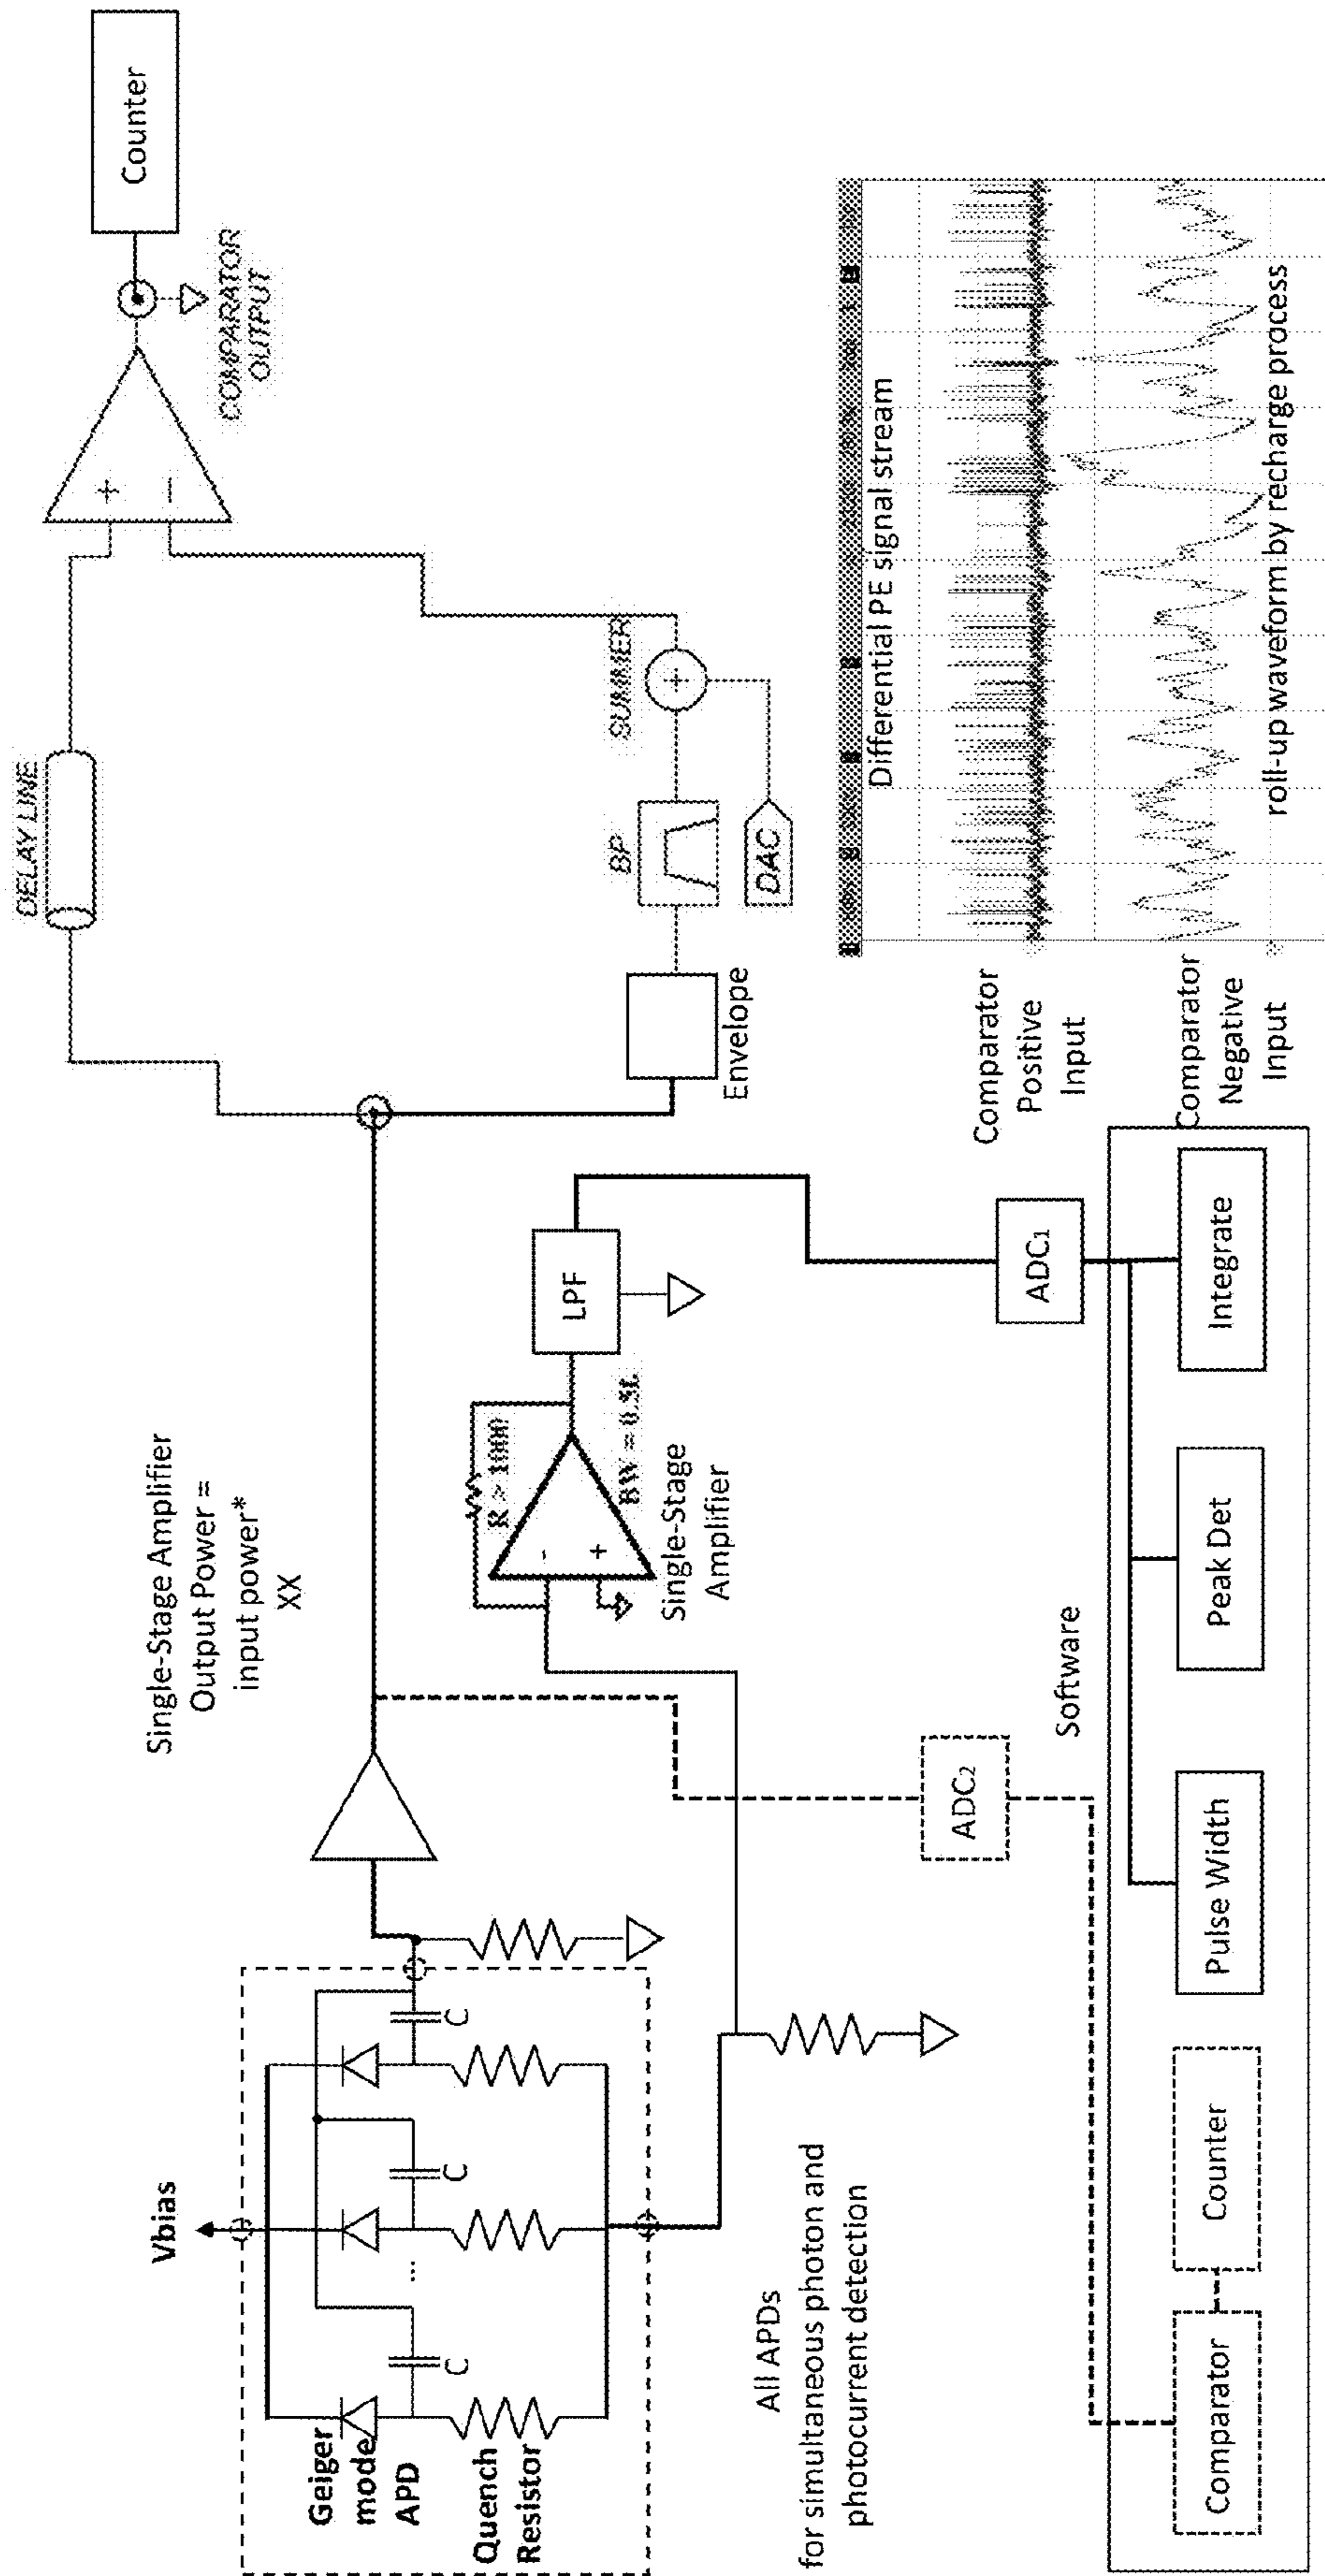 Vbias
Geiger
mode
APD
Quench
Resistor
C
...
C
C
All APDs
for simultaneous photon and
photocurrent detection
Single-Stage Amplifier
Output Power =
input power*
XX
R > 1000
-
+
Single-Stage
Amplifier
LPF
ADC2
ADC1
Software
Comparator
Counter
Pulse Width
Peak Det
Integrate
DELAY LINE
Envelope
BP
DAC
SUMMER
+
+
−
COMPARATOR
OUTPUT
Counter
Differential PE signal stream
Comparator
Positive
Input
Comparator
Negative
Input
roll-up waveform by recharge process